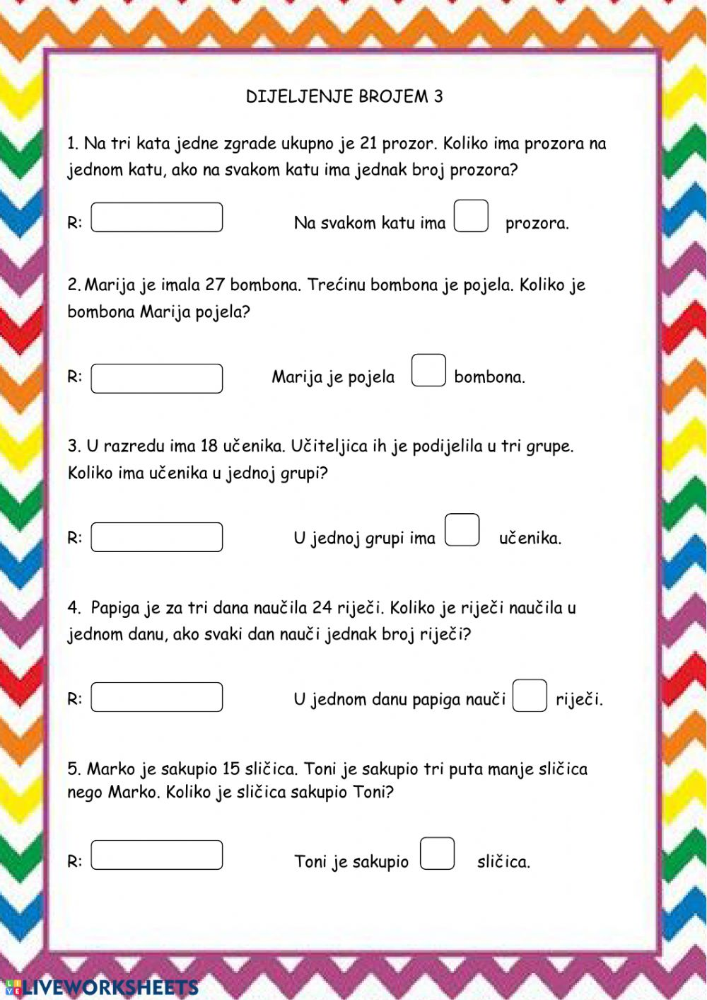 DIJELJENJE BROJEM 3
1. Na tri kata jedne zgrade ukupno je 21 prozor. Koliko ima prozora na
jednom katu, ako na svakom katu ima jednak broj prozora?
R: Na svakom katu ima prozora.
2. Marija je imala 27 bombona. Trećinu bombona je pojela. Koliko je
bombona Marija pojela?
R: Marija je pojela bombona.
3. U razredu ima 18 učenika. Učiteljica ih je podijelila u tri grupe.
Koliko ima učenika u jednoj grupi?
R: U jednoj grupi ima učenika.
4. Papiga je za tri dana naučila 24 riječi. Koliko je riječi naučila u
jednom danu, ako svaki dan nauči jednak broj riječi?
R: U jednom danu papiga nauči riječi.
5. Marko je sakupio 15 sličica. Toni je sakupio tri puta manje sličica
nego Marko. Koliko je sličica sakupio Toni?
R: Toni je sakupio sličica.
LIVE LIVEWORKSHEETS